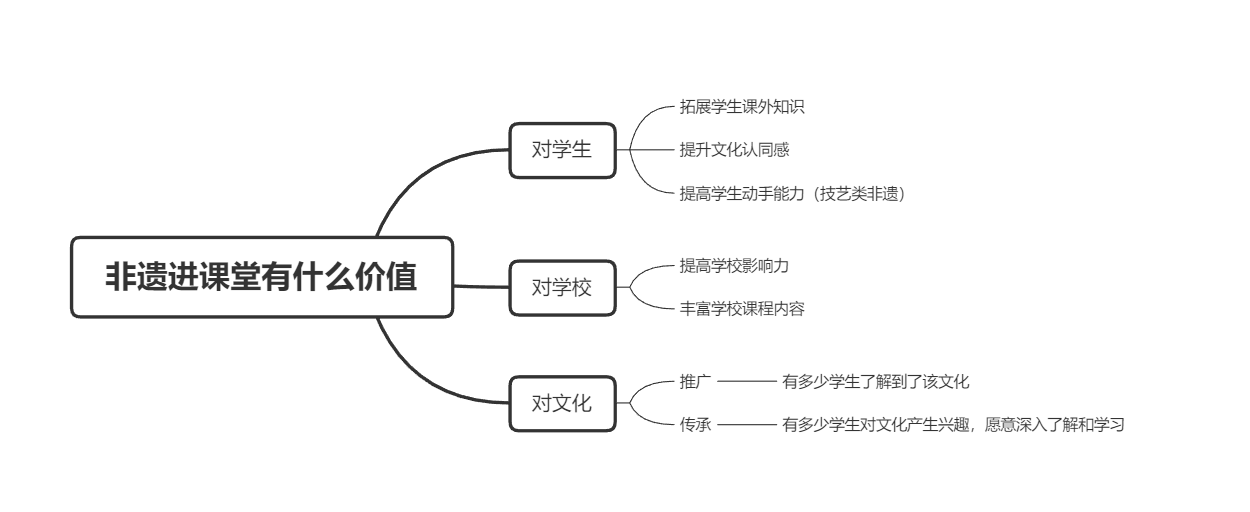 非遗进课堂有什么价值
对学生
拓展学生课外知识
提升文化认同感
提高学生动手能力（技艺类非遗）
对学校
提高学校影响力
丰富学校课程内容
对文化
推广
有多少学生了解到了该文化
传承
有多少学生对文化产生兴趣，愿意深入了解和学习